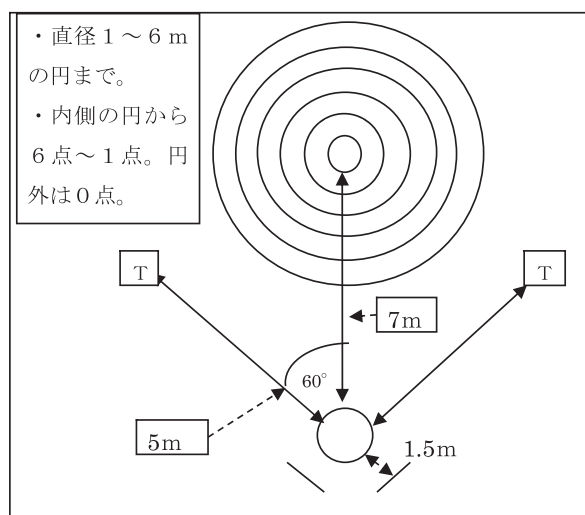 ・直径１～６ｍ
の円まで。
・内側の円から
６点～１点。円
外は０点。
T
T
7m
60°
5m
1.5m